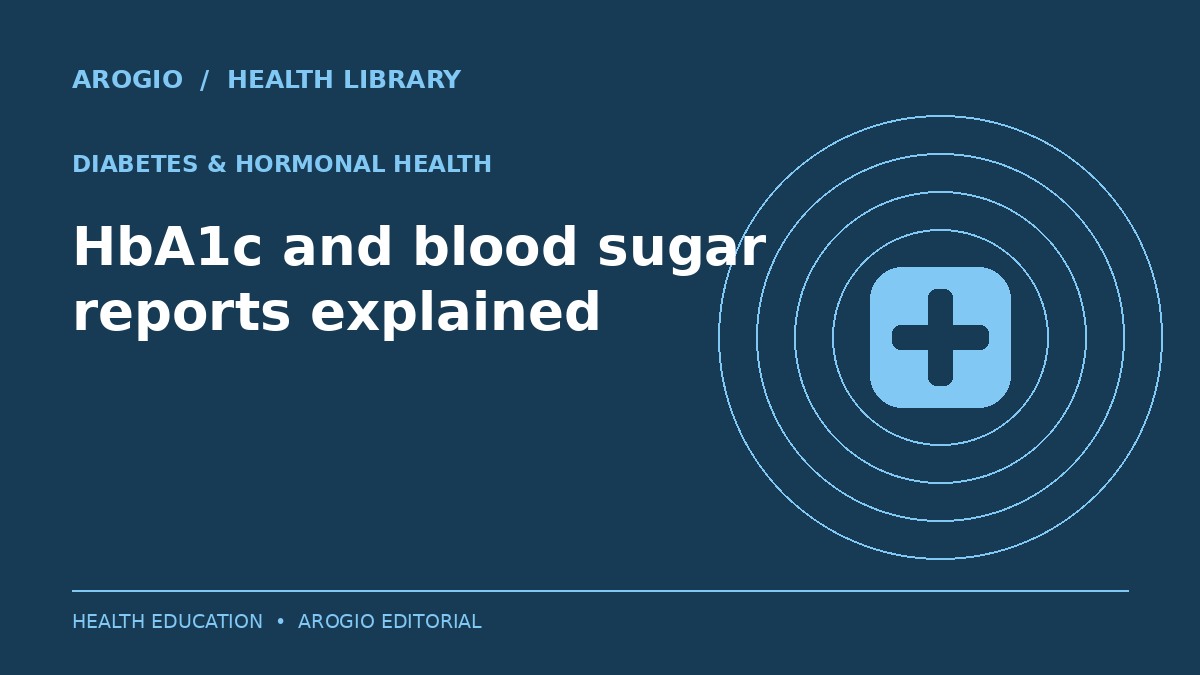 AROGIO / HEALTH LIBRARY
DIABETES & HORMONAL HEALTH
HbA1c and blood sugar
reports explained
HEALTH EDUCATION • AROGIO EDITORIAL